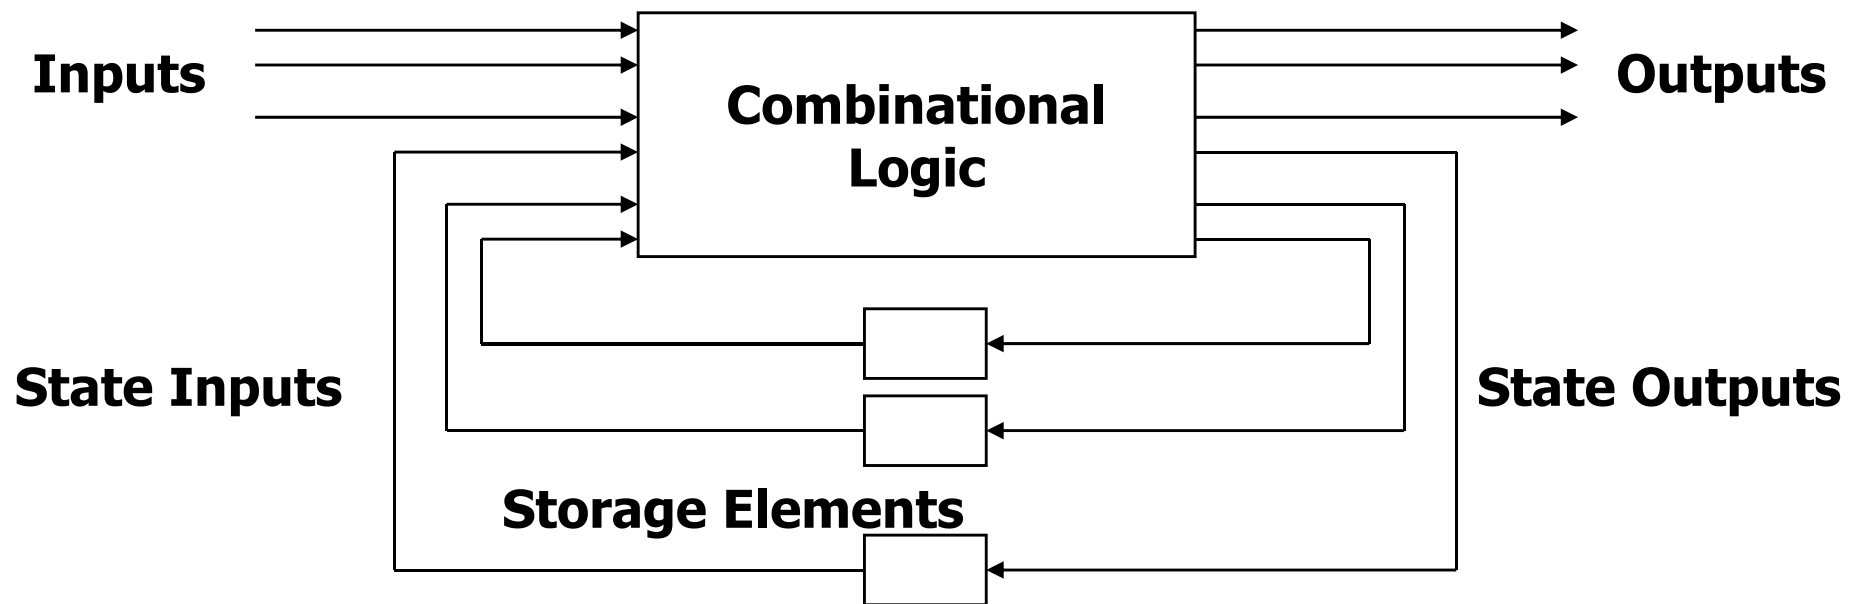 Inputs
Combinational
Logic
Outputs
State Inputs
State Outputs
Storage Elements